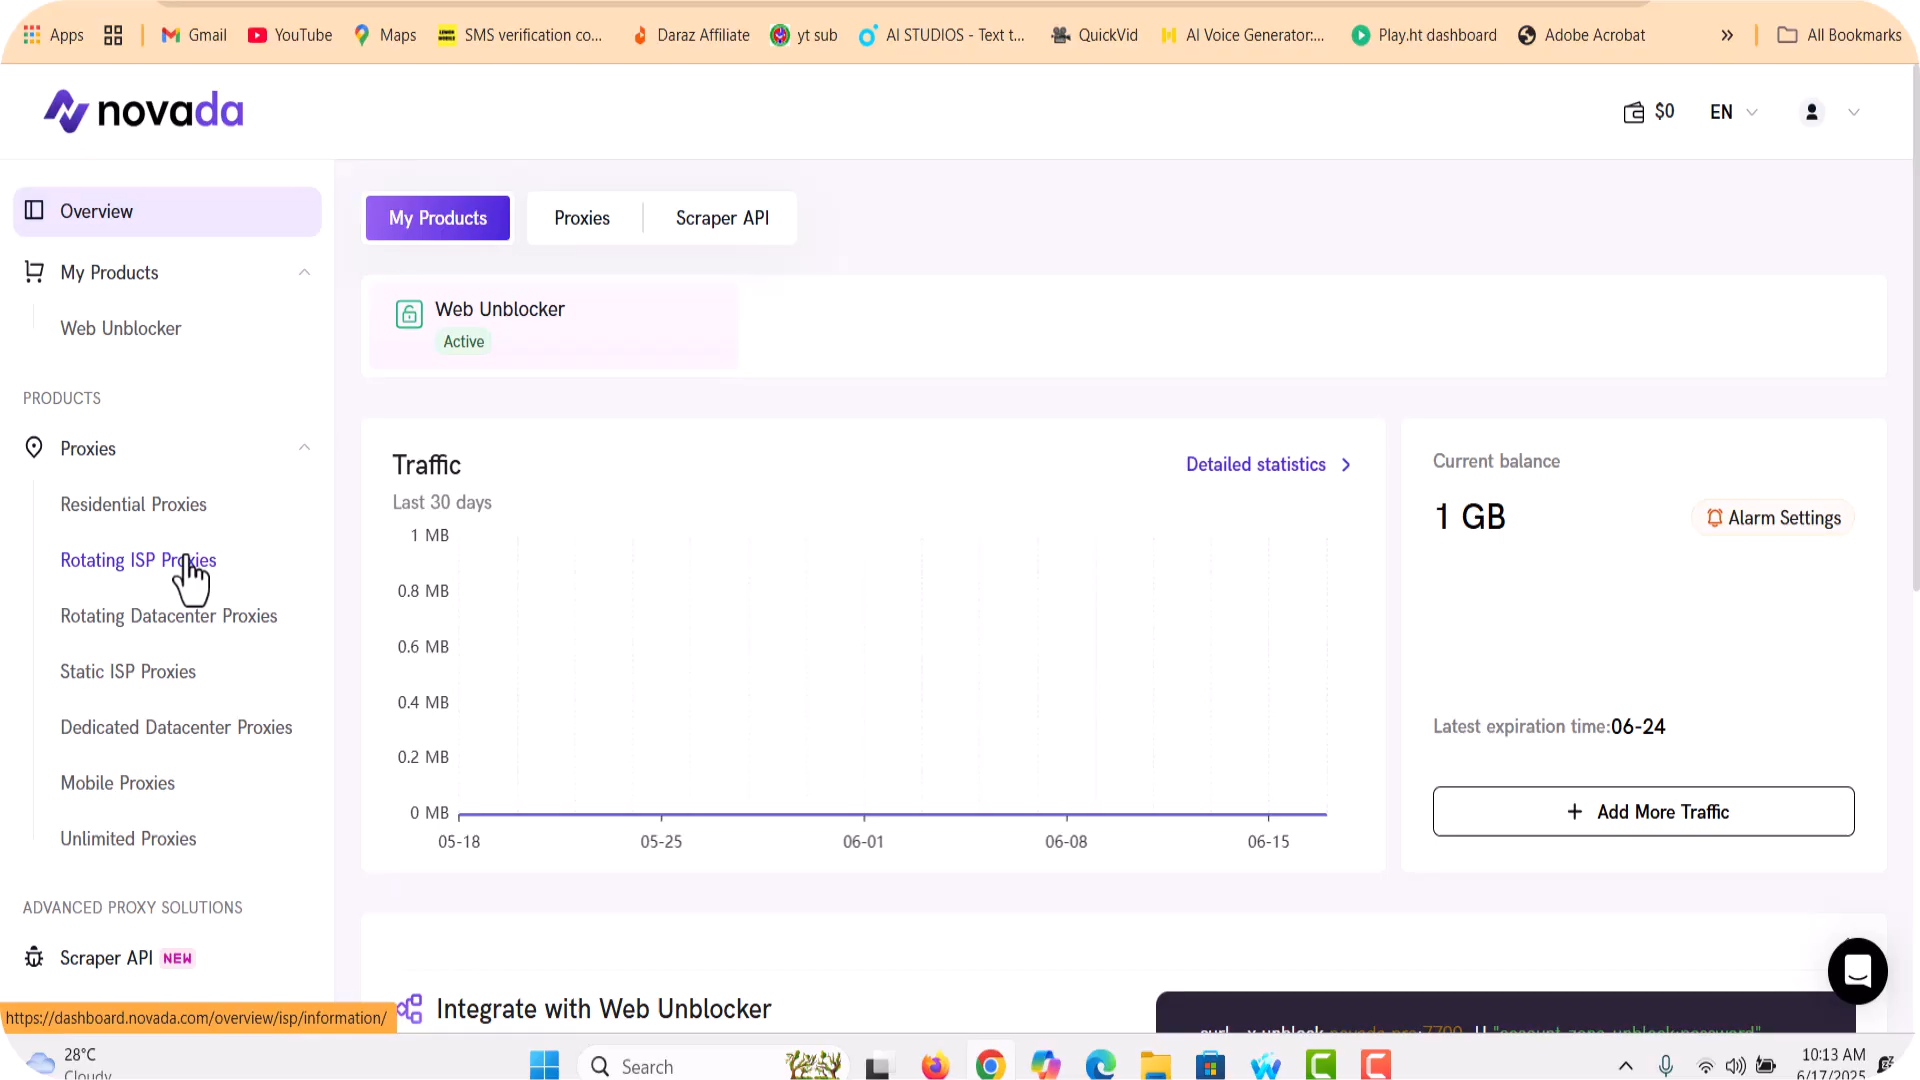 Apps
Gmail
YouTube
Maps
SMS verification co...
Daraz Affiliate
yt sub
AI STUDIOS - Text t...
QuickVid
AI Voice Generator:...
Play.ht dashboard
Adobe Acrobat
»
All Bookmarks
novada
$0
EN
Overview
My Products
Web Unblocker
PRODUCTS
Proxies
Residential Proxies
Rotating ISP Proxies
Rotating Datacenter Proxies
Static ISP Proxies
Dedicated Datacenter Proxies
Mobile Proxies
Unlimited Proxies
ADVANCED PROXY SOLUTIONS
Scraper API NEW
https://dashboard.novada.com/overview/isp/information/
My Products
Proxies
Scraper API
Web Unblocker
Active
Traffic
Detailed statistics
Last 30 days
1 MB
0.8 MB
0.6 MB
0.4 MB
0.2 MB
0 MB
05-18
05-25
06-01
06-08
06-15
Current balance
1 GB
Alarm Settings
Latest expiration time:06-24
+ Add More Traffic
Integrate with Web Unblocker
28°C
Cloudy
Search
10:13 AM
6/17/2025